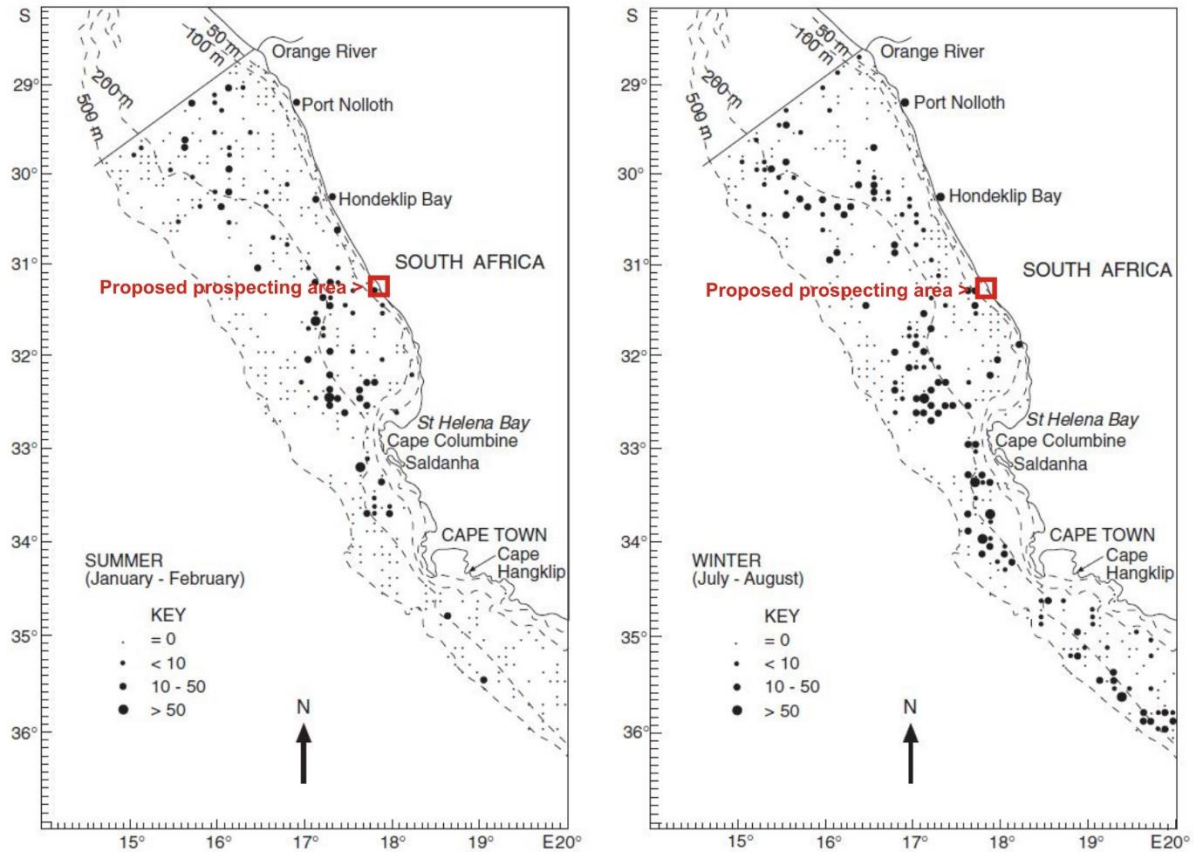 S
50 m
100 m
200 m
500 m
Orange River
29°
Port Nolloth
30°
Hondeklip Bay
31°
SOUTH AFRICA
Proposed prospecting area >
32°
St Helena Bay
33°
Cape Columbine
Saldanha
34°
CAPE TOWN
Cape
Hangklip
SUMMER
(January - February)
KEY
= 0
< 10
10 - 50
> 50
35°
36°
N
15°
16°
17°
18°
19°
E20°
S
50 m
100 m
200 m
500 m
Orange River
29°
Port Nolloth
30°
Hondeklip Bay
31°
SOUTH AFRICA
Proposed prospecting area >
32°
St Helena Bay
33°
Cape Columbine
Saldanha
34°
CAPE TOWN
Cape
Hangklip
WINTER
(July - August)
KEY
= 0
< 10
10 - 50
> 50
35°
36°
N
15°
16°
17°
18°
19°
E20°